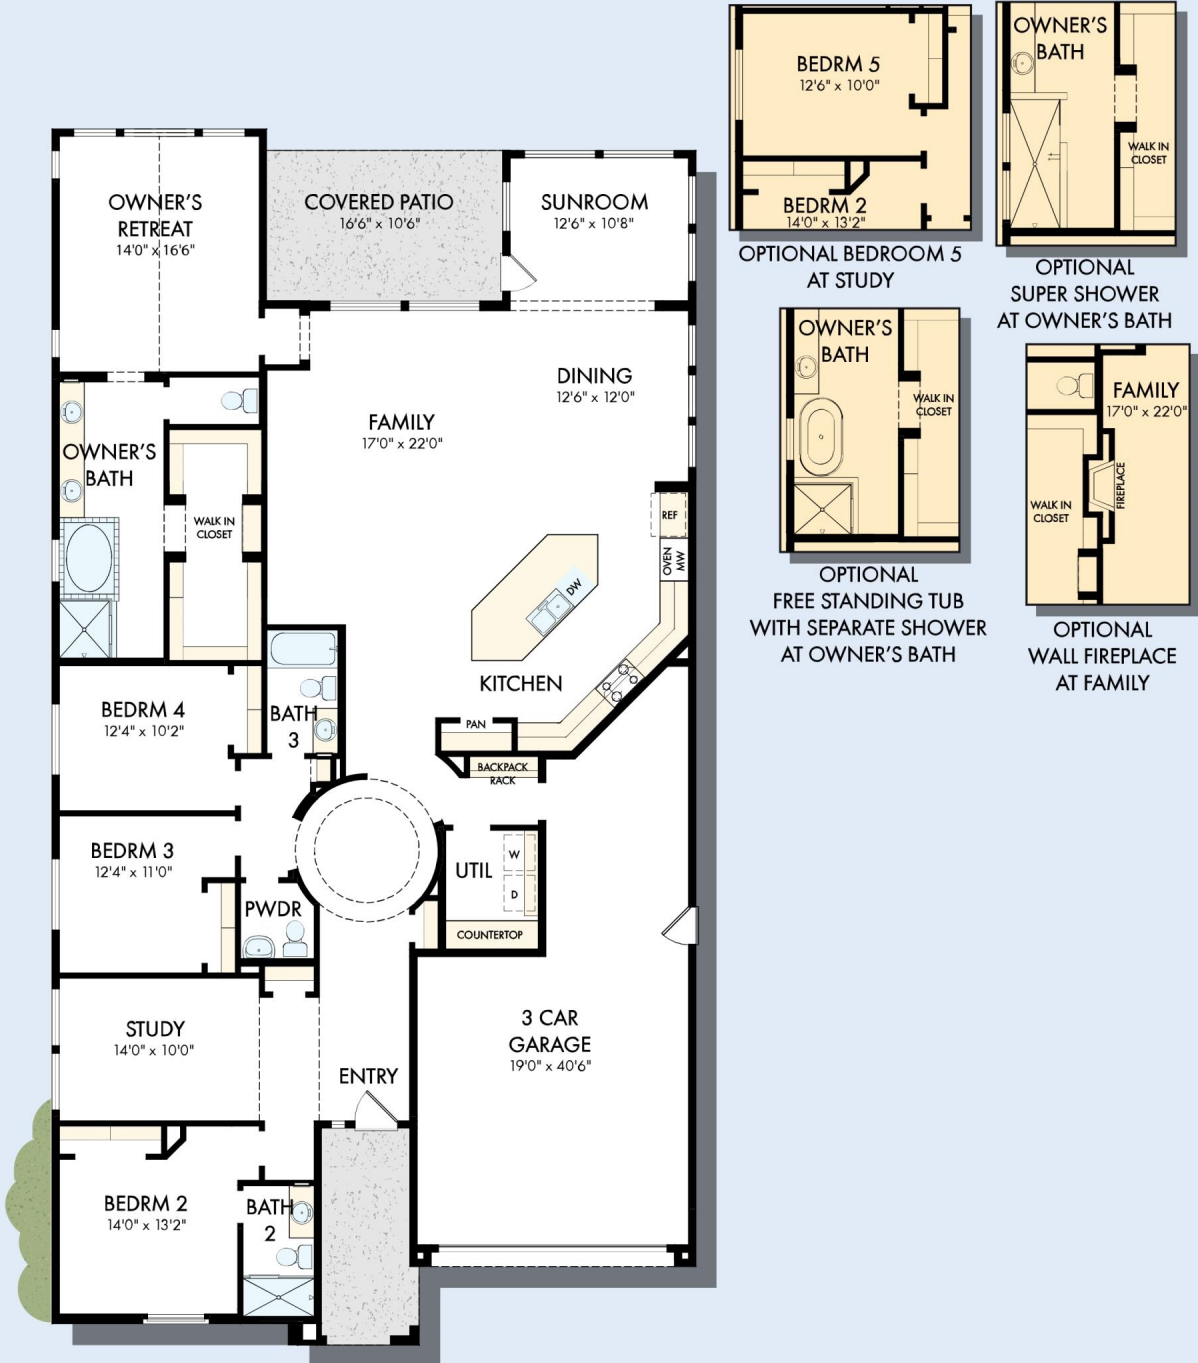 OWNER'S
RETREAT
14'0" x 16'6"
COVERED PATIO
16'6" x 10'6"
SUNROOM
12'6" x 10'8"
DINING
12'6" x 12'0"
FAMILY
17'0" x 22'0"
OWNER'S
BATH
WALK IN
CLOSET
REF
OVEN
MW
DW
KITCHEN
PAN
BACKPACK
RACK
BEDRM 4
12'4" x 10'2"
BATH
3
BEDRM 3
12'4" x 11'0"
PWDR
UTIL
W
D
COUNTERTOP
STUDY
14'0" x 10'0"
ENTRY
3 CAR
GARAGE
19'0" x 40'6"
BEDRM 2
14'0" x 13'2"
BATH
2
BEDRM 5
12'6" x 10'0"
BEDRM 2
14'0" x 13'2"
OPTIONAL BEDROOM 5
AT STUDY
OWNER'S
BATH
WALK IN
CLOSET
OPTIONAL
SUPER SHOWER
AT OWNER'S BATH
OWNER'S
BATH
WALK IN
CLOSET
OPTIONAL
FREE STANDING TUB
WITH SEPARATE SHOWER
AT OWNER'S BATH
FAMILY
17'0" x 22'0"
FIREPLACE
WALK IN
CLOSET
OPTIONAL
WALL FIREPLACE
AT FAMILY